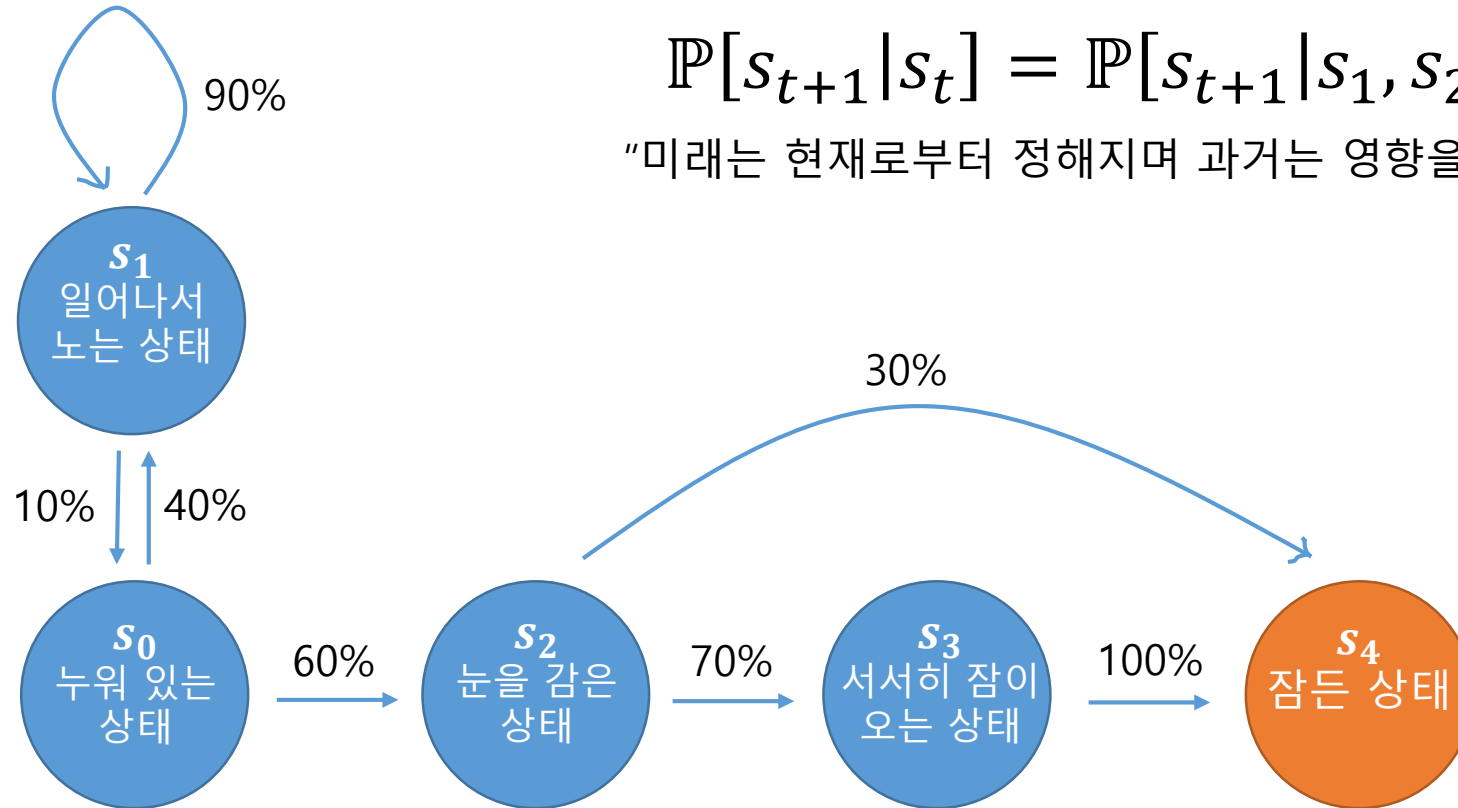 90%
ℙ[s_{t+1}|s_t] = ℙ[s_{t+1}|s_1, s_2
"미래는 현재로부터 정해지며 과거는 영향을
s_1
일어나서
노는 상태
30%
10%
40%
s_0
누워 있는
상태
60%
s_2
눈을 감은
상태
70%
s_3
서서히 잠이
오는 상태
100%
s_4
잠든 상태